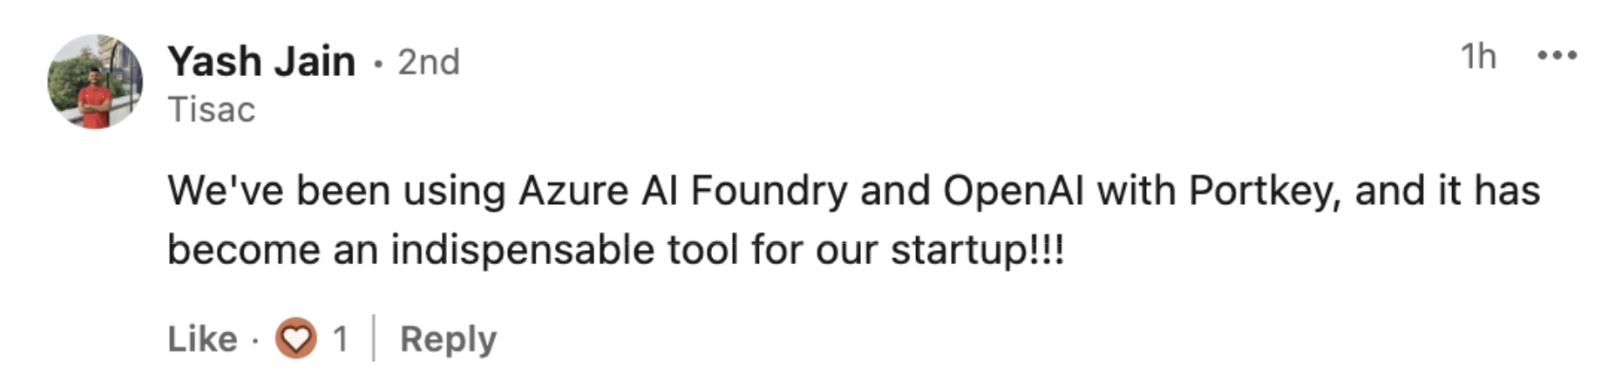 Yash Jain • 2nd
1h •••
Tisac
We've been using Azure AI Foundry and OpenAI with Portkey, and it has
become an indispensable tool for our startup!!!
Like · 1 | Reply